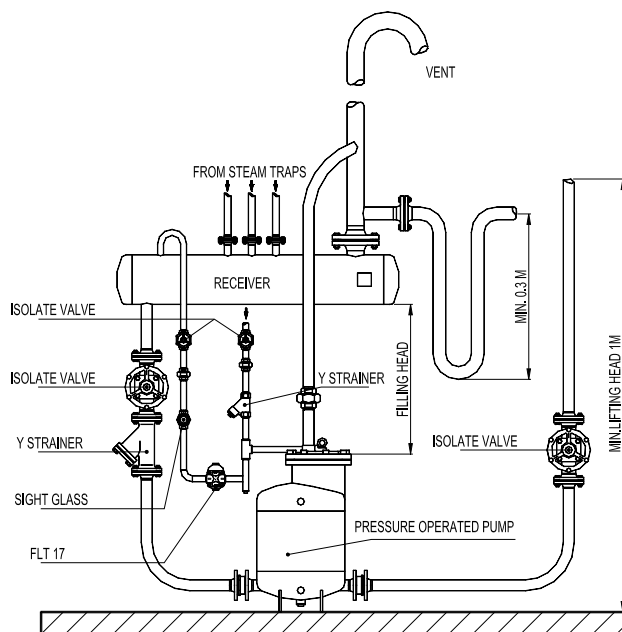 VENT
FROM STEAM TRAPS
RECEIVER
MIN. 0.3 M
ISOLATE VALVE
ISOLATE VALVE
Y STRAINER
FILLING HEAD
MIN.LIFTING HEAD 1M
Y STRAINER
ISOLATE VALVE
SIGHT GLASS
PRESSURE OPERATED PUMP
FLT 17